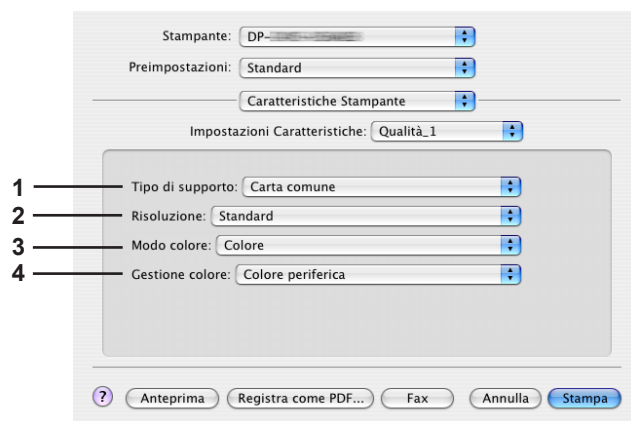 Stampante: DP-
Preimpostazioni: Standard
Caratteristiche Stampante
Impostazioni Caratteristiche: Qualità_1
1 Tipo di supporto: Carta comune
2 Risoluzione: Standard
3 Modo colore: Colore
4 Gestione colore: Colore periferica
? Anteprima Registra come PDF... Fax Annulla Stampa